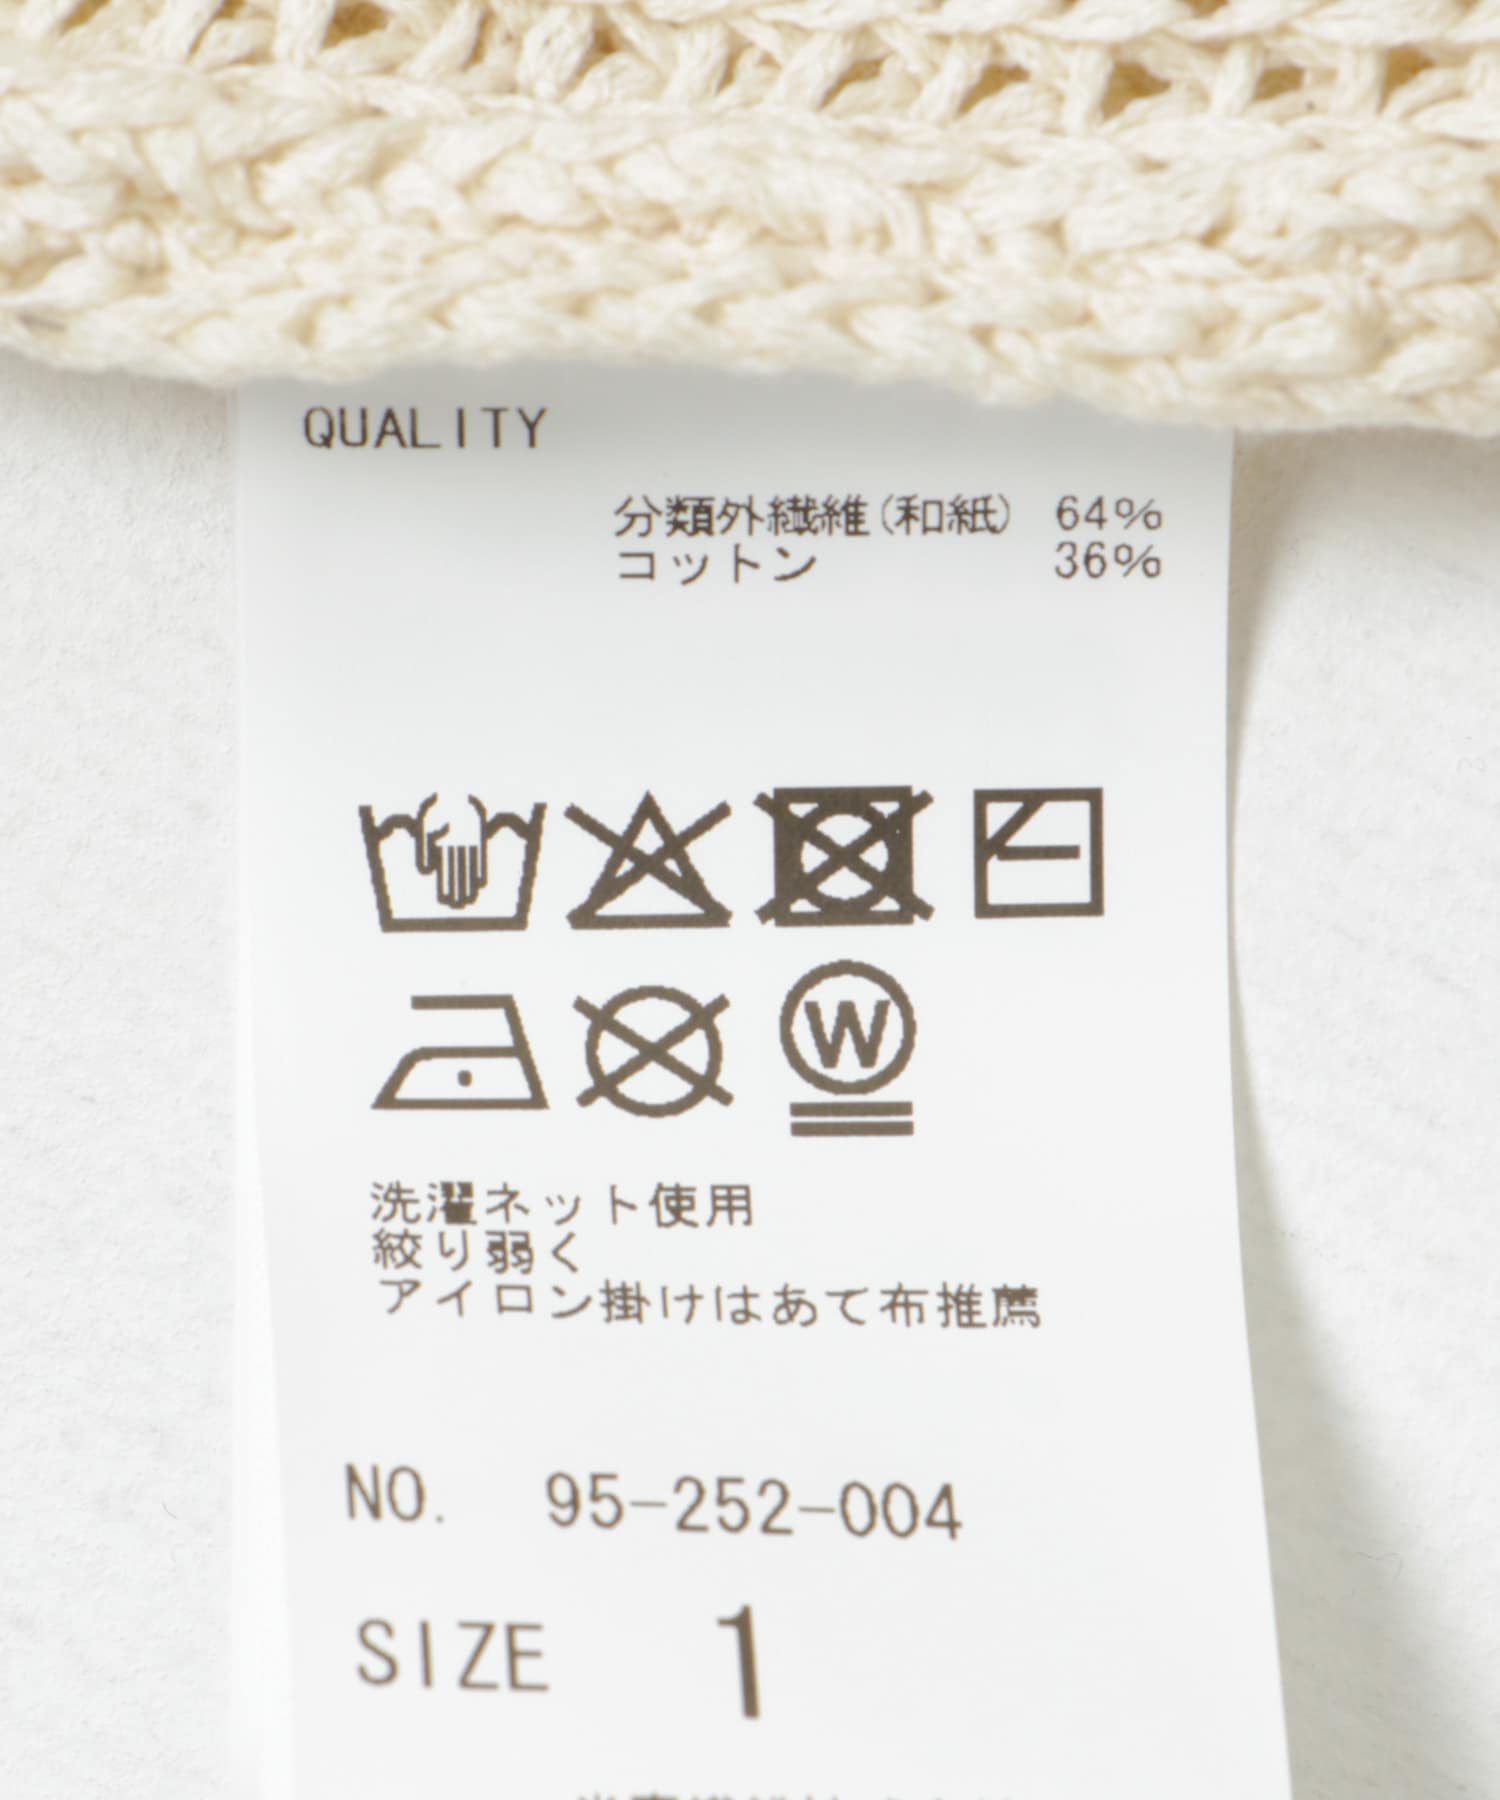 QUALITY
分類外繊維(和紙) 64%
コットン 36%
W
洗濯ネット使用
絞り弱く
アイロン掛けはあて布推薦
NO. 95-252-004
SIZE 1